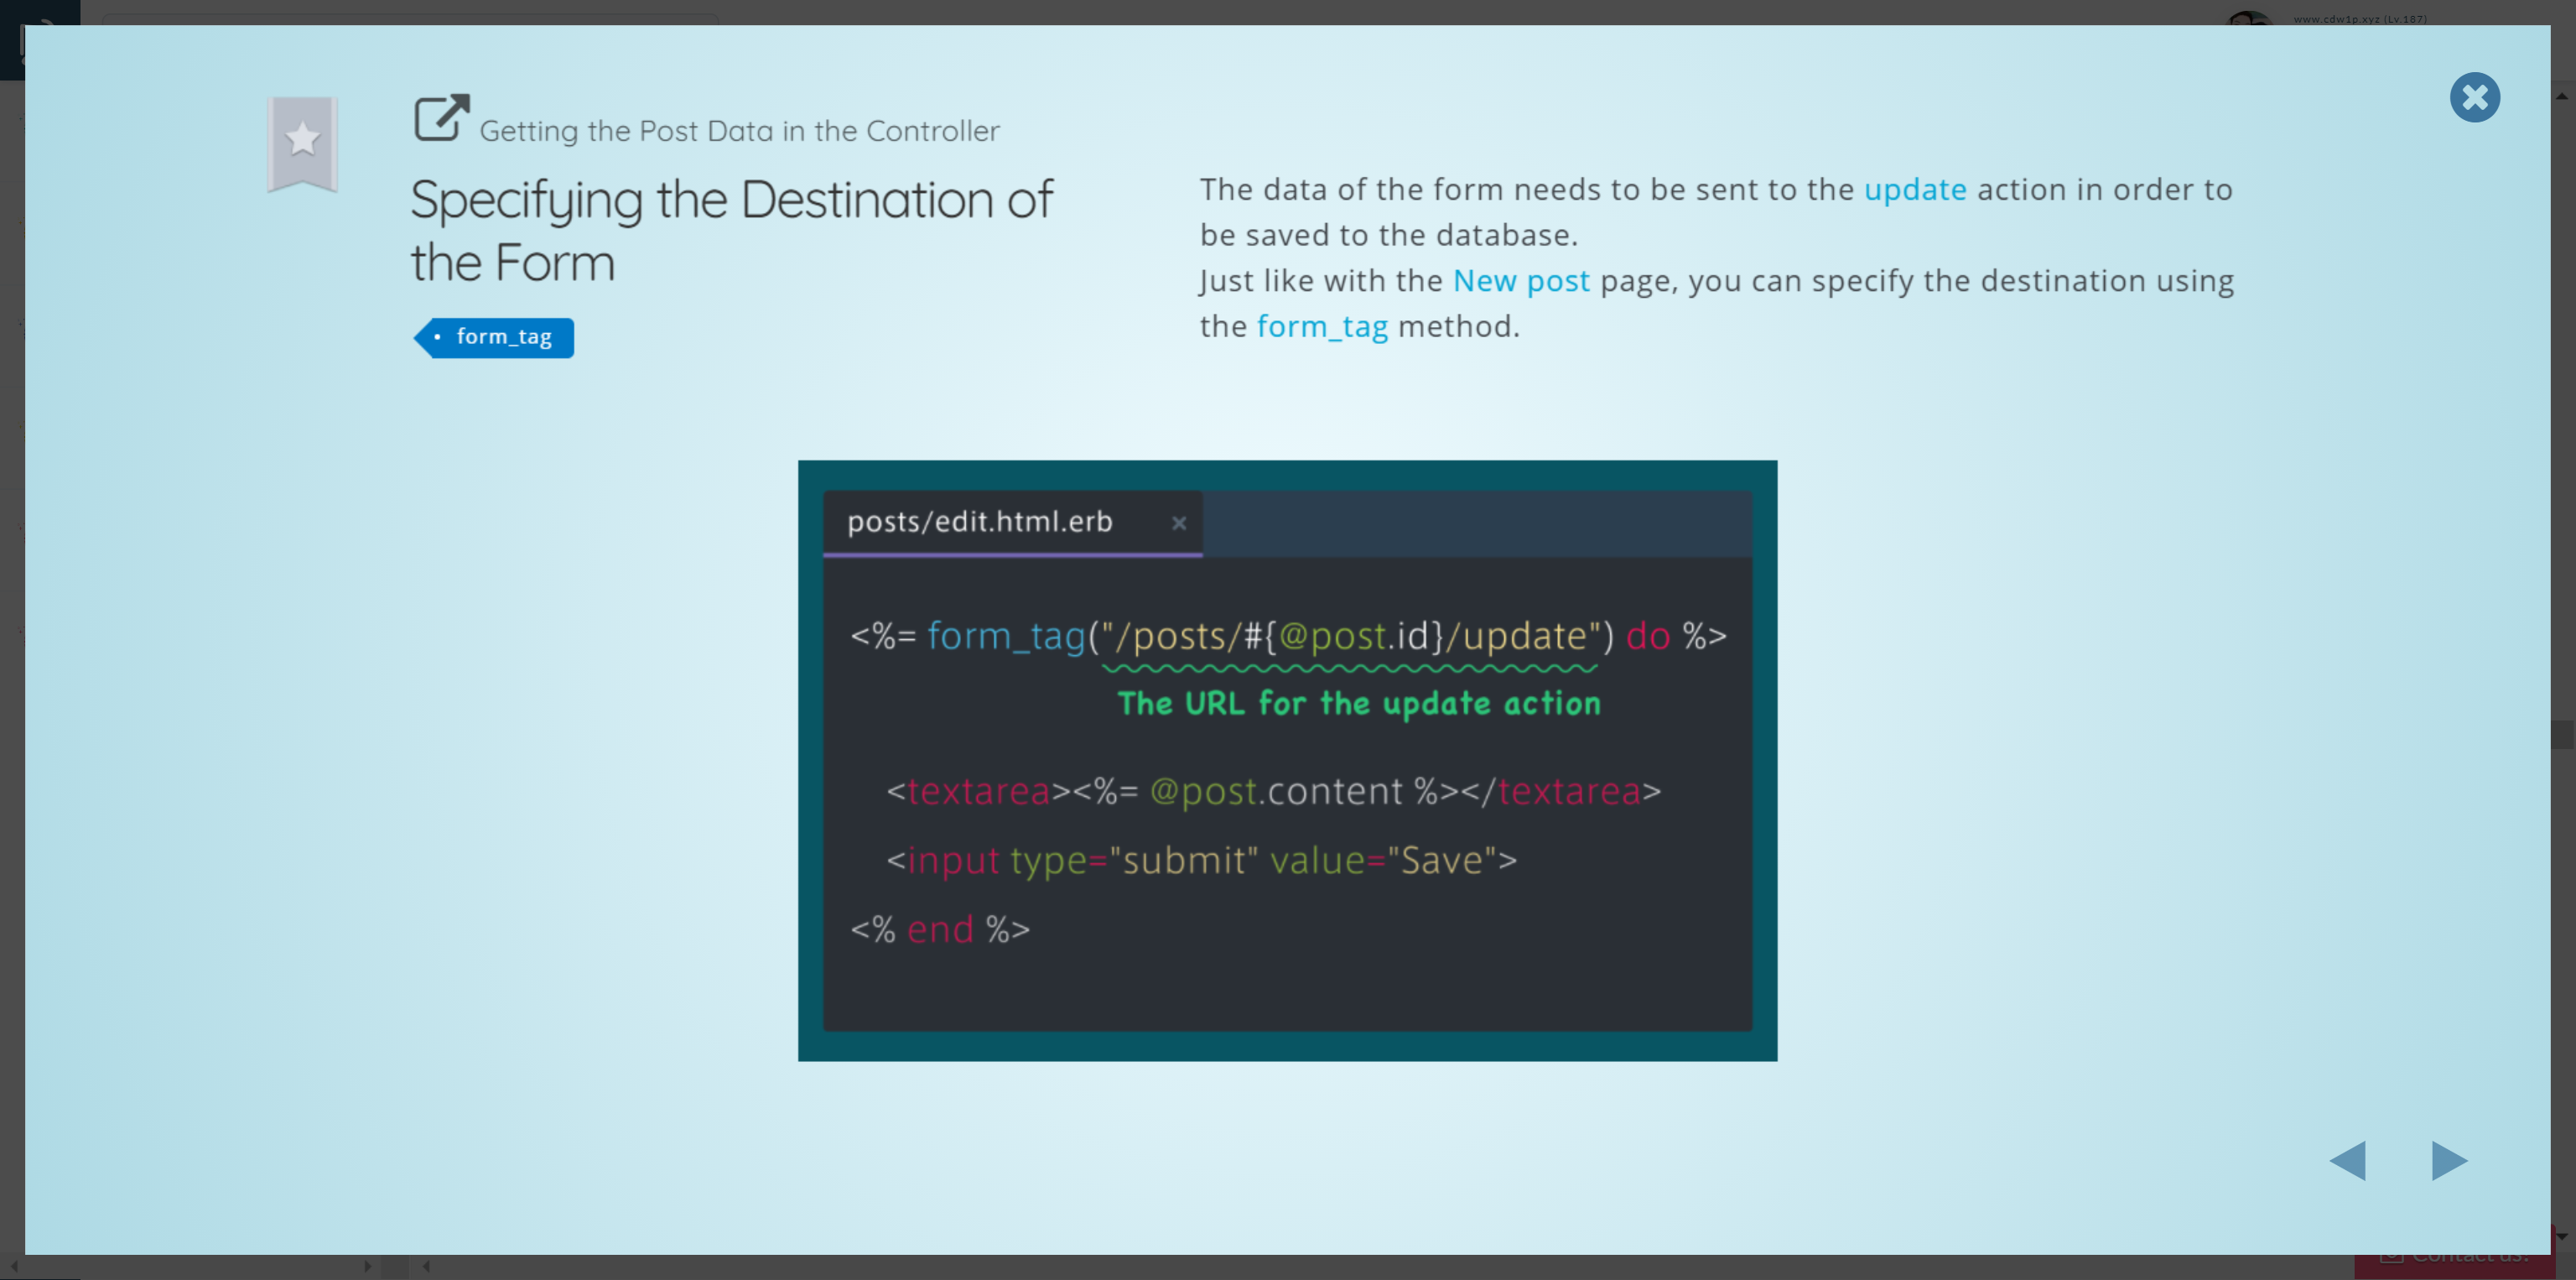 www.cdw1p.xyz (Lv.187)
Getting the Post Data in the Controller
Specifying the Destination of
the Form
form_tag
The data of the form needs to be sent to the update action in order to
be saved to the database.
Just like with the New post page, you can specify the destination using
the form_tag method.
posts/edit.html.erb
<%= form_tag("/posts/#{@post.id}/update") do %>
The URL for the update action
<textarea><%= @post.content %></textarea>
<input type="submit" value="Save">
<% end %>
Contact us!